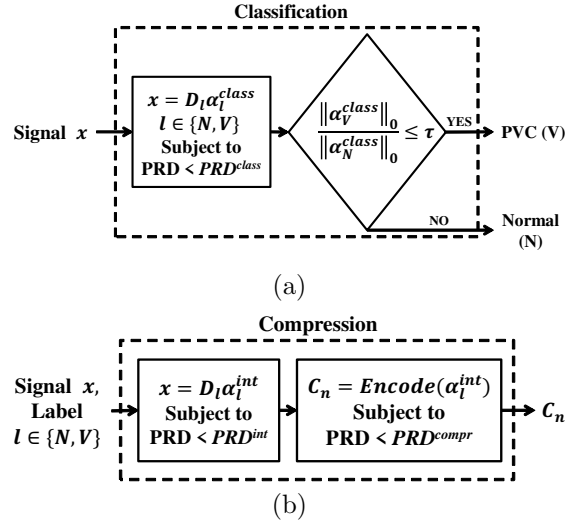 Classification
Signal x
x = D_l α_l^{class}
l ∈ {N, V}
Subject to
PRD < PRD^{class}
‖α_V^{class}‖_0 / ‖α_N^{class}‖_0 ≤ τ
YES
PVC (V)
NO
Normal
(N)
(a)
Compression
Signal x,
Label
l ∈ {N, V}
x = D_l α_l^{int}
Subject to
PRD < PRD^{int}
C_n = Encode(α_l^{int})
Subject to
PRD < PRD^{compr}
C_n
(b)